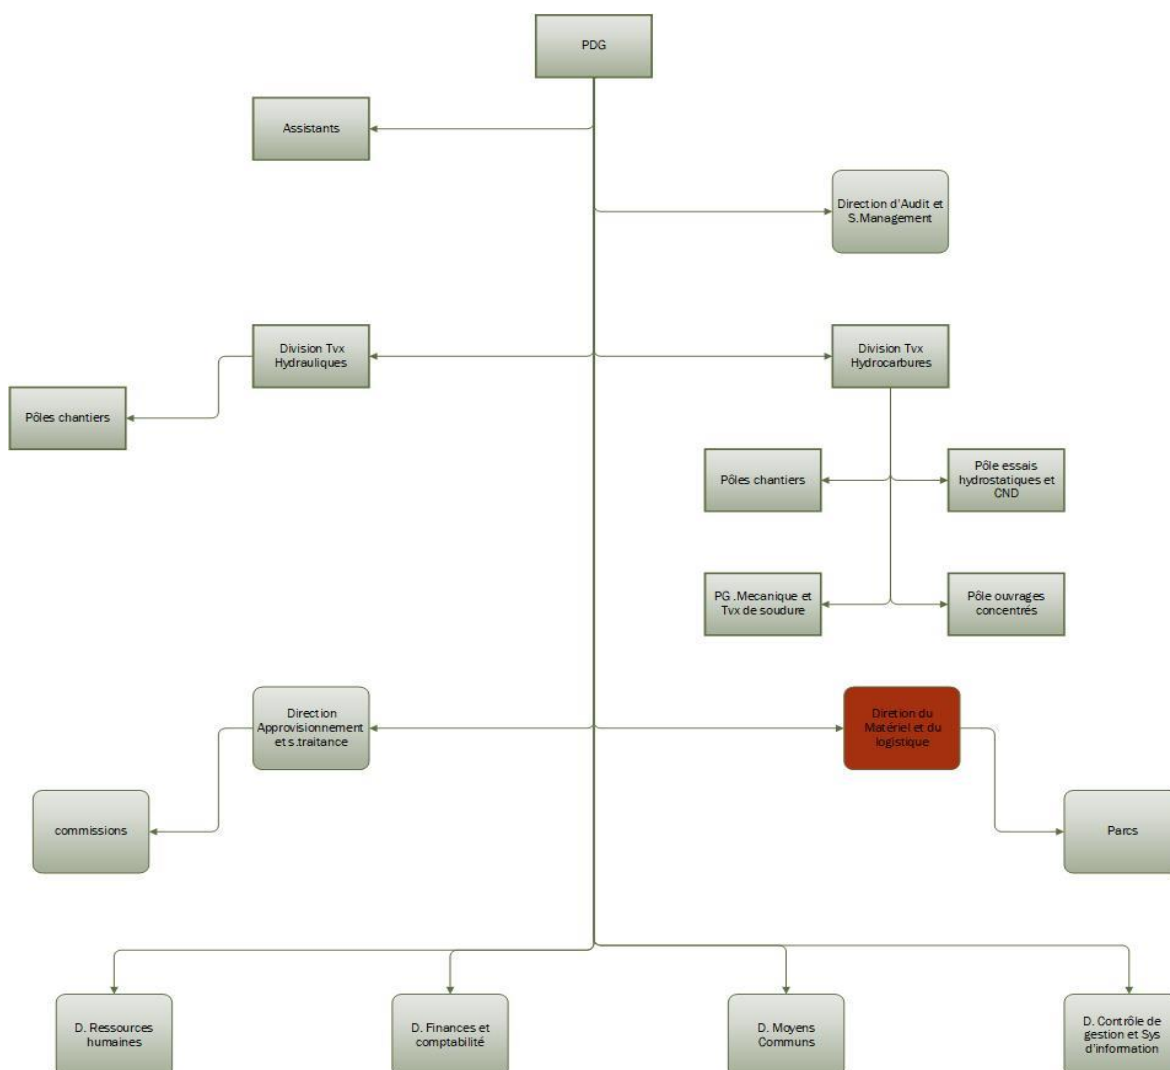 PDG
Assistants
Direction d'Audit et
S.Management
Division Tvx
Hydrauliques
Division Tvx
Hydrocarbures
Pôles chantiers
Pôles chantiers
Pôle essais
hydrostatiques et
CND
PG .Mecanique et
Tvx de soudure
Pôle ouvrages
concentrés
Direction
Approvisionnement
et s.traitance
Diretion du
Matériel et du
logistique
commissions
Parcs
D. Ressources
humaines
D. Finances et
comptabilité
D. Moyens
Communs
D. Contrôle de
gestion et Sys
d'information